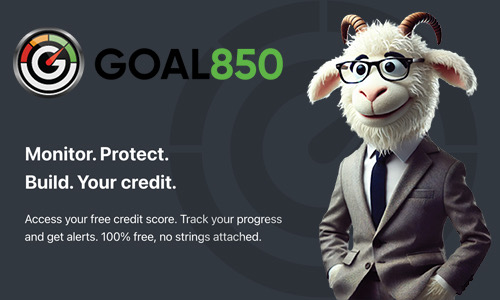 GOAL850
Monitor. Protect.
Build. Your credit.
Access your free credit score. Track your progress
and get alerts. 100% free, no strings attached.